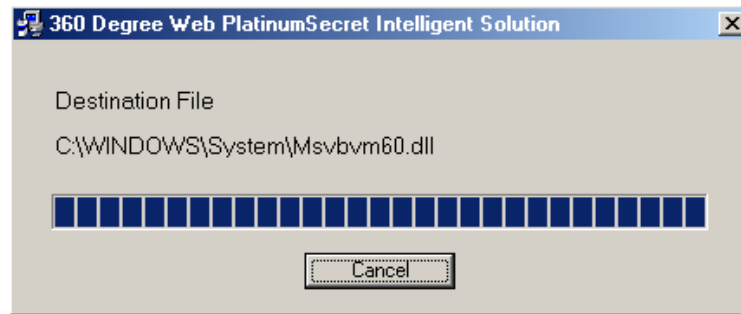 360 Degree Web PlatinumSecret Intelligent Solution
Destination File
C:\WINDOWS\System\Msvbvm60.dll
Cancel